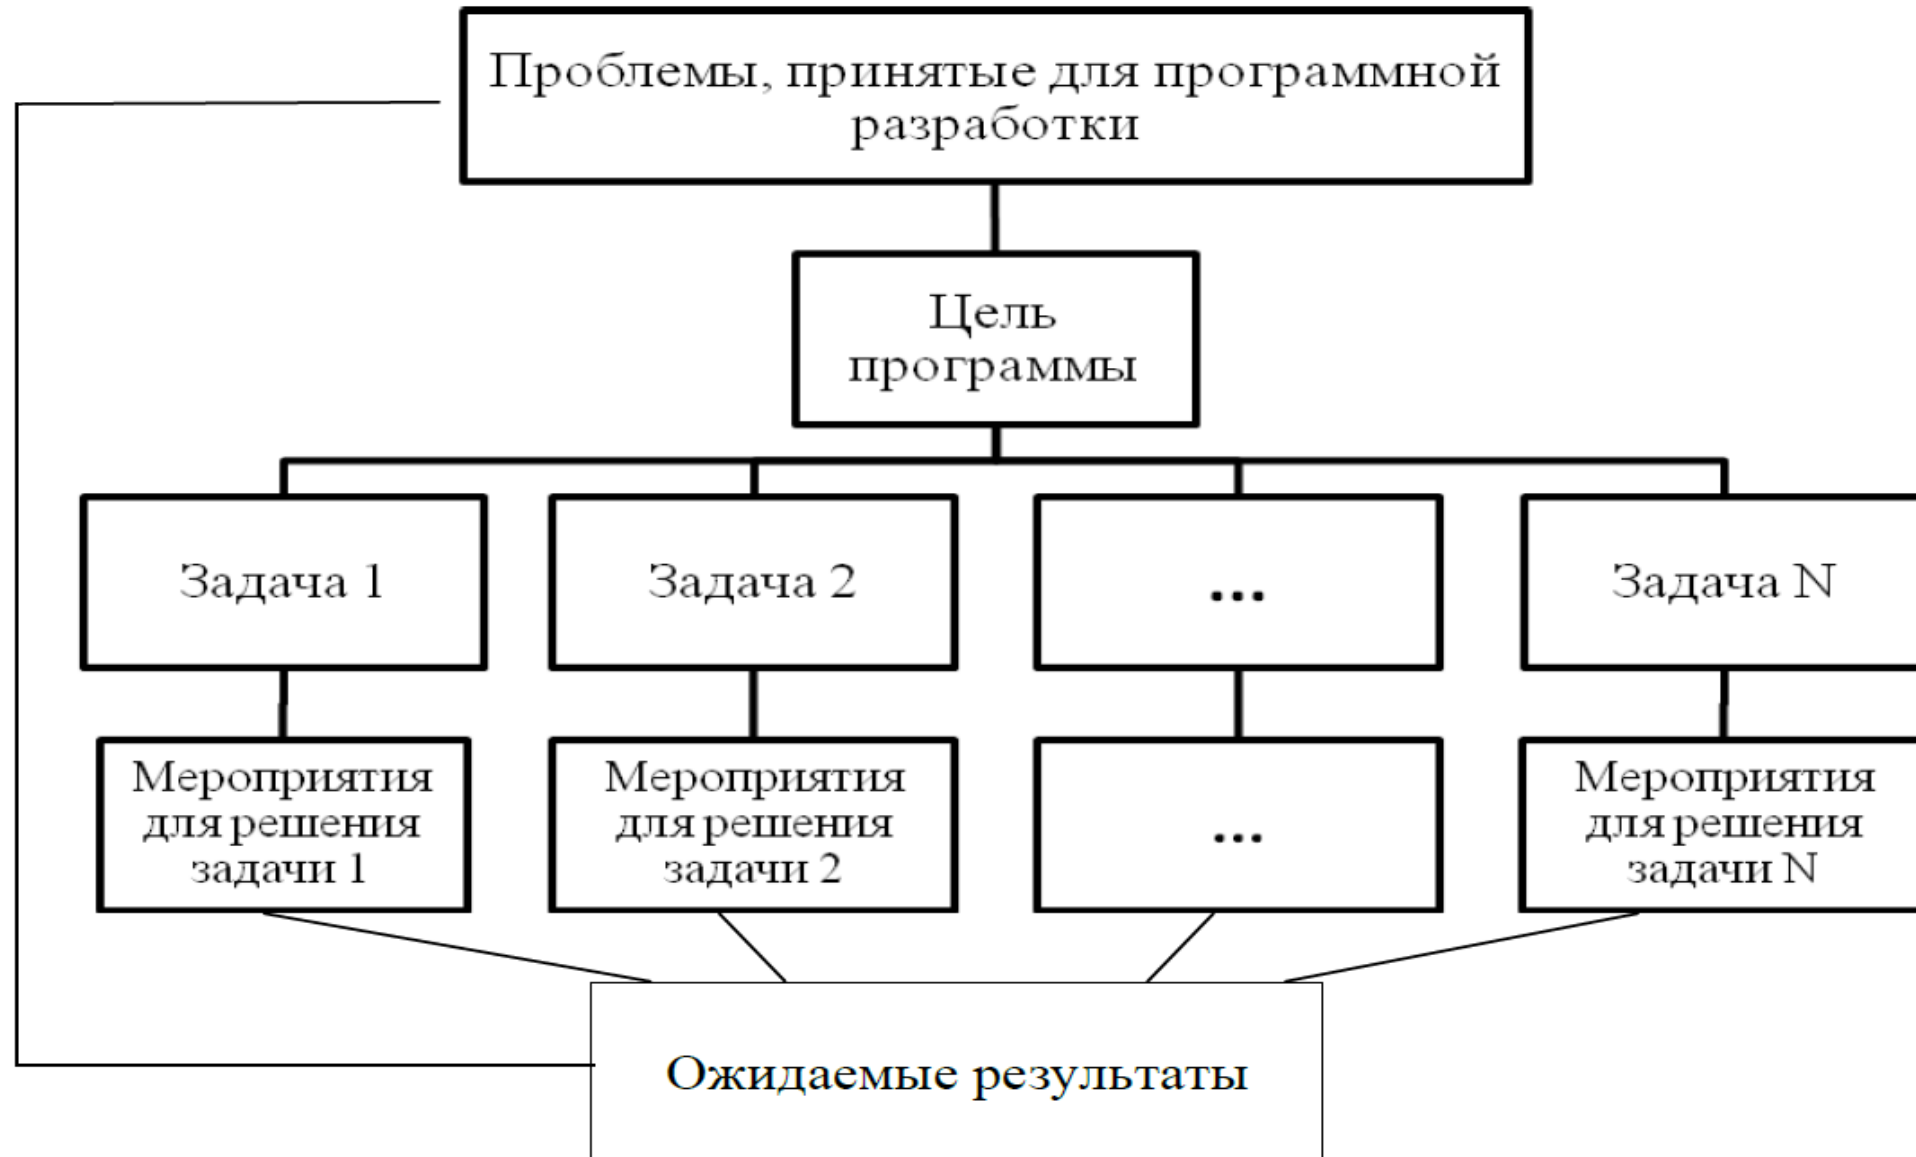 Проблемы, принятые для программной
разработки
Цель
программы
Задача 1
Задача 2
...
Задача N
Мероприятия
для решения
задачи 1
Мероприятия
для решения
задачи 2
...
Мероприятия
для решения
задачи N
Ожидаемые результаты